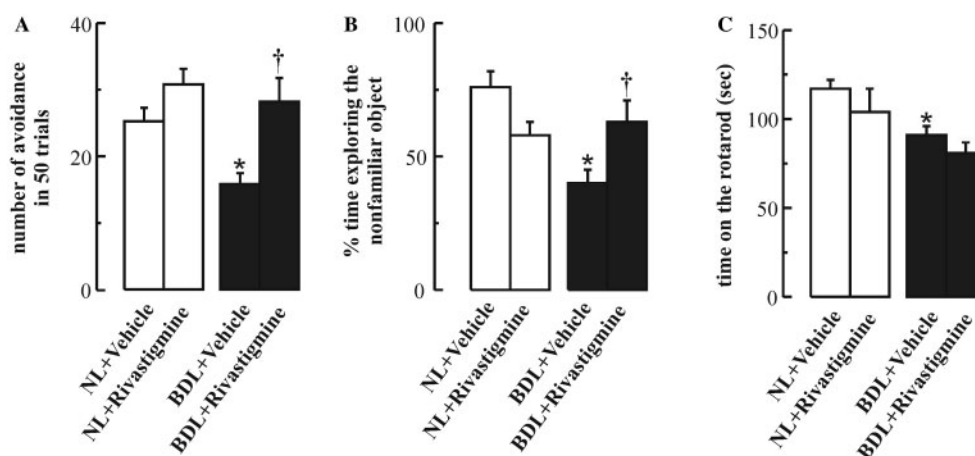 A
40
20
0
number of avoidance
in 50 trials
*
†
NL+Vehicle
NL+Rivastigmine
BDL+Vehicle
BDL+Rivastigmine
B
100
50
0
% time exploring the
nonfamiliar object
*
†
NL+Vehicle
NL+Rivastigmine
BDL+Vehicle
BDL+Rivastigmine
C
150
100
50
0
time on the rotarod (sec)
*
NL+Vehicle
NL+Rivastigmine
BDL+Vehicle
BDL+Rivastigmine